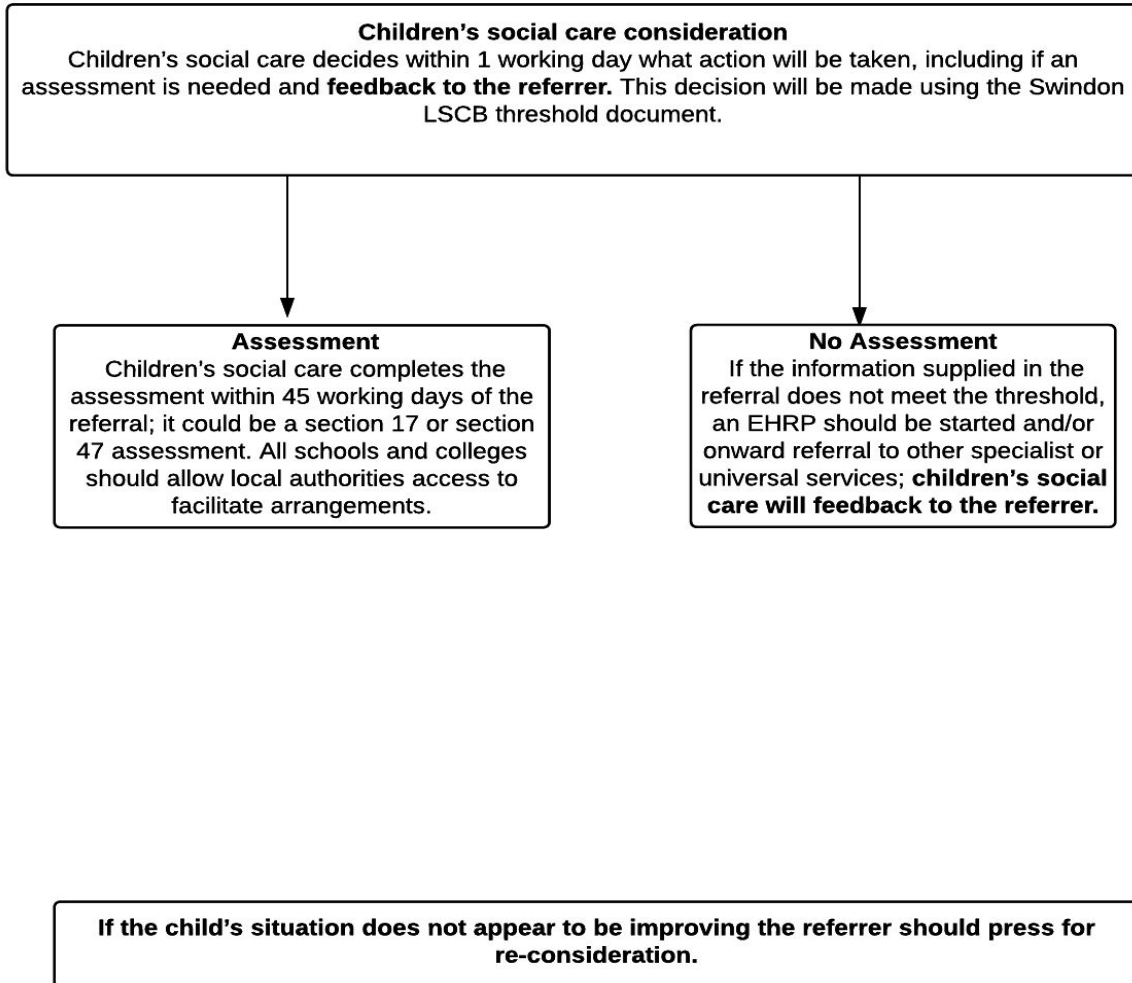 Children’s social care consideration
Children’s social care decides within 1 working day what action will be taken, including if an
assessment is needed and feedback to the referrer. This decision will be made using the Swindon
LSCB threshold document.
Assessment
Children’s social care completes the
assessment within 45 working days of the
referral; it could be a section 17 or section
47 assessment. All schools and colleges
should allow local authorities access to
facilitate arrangements.
No Assessment
If the information supplied in the
referral does not meet the threshold,
an EHRP should be started and/or
onward referral to other specialist or
universal services; children’s social
care will feedback to the referrer.
If the child’s situation does not appear to be improving the referrer should press for
re-consideration.